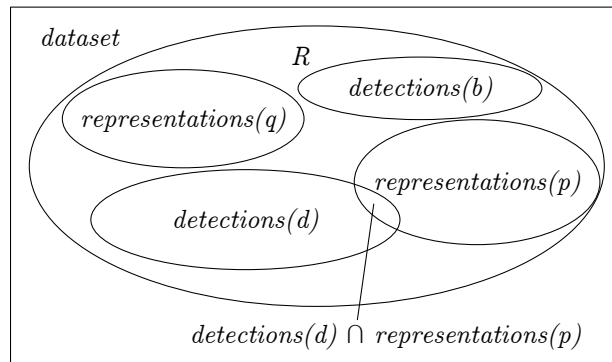 dataset
R
detections(b)
representations(q)
representations(p)
detections(d)
detections(d) ∩ representations(p)